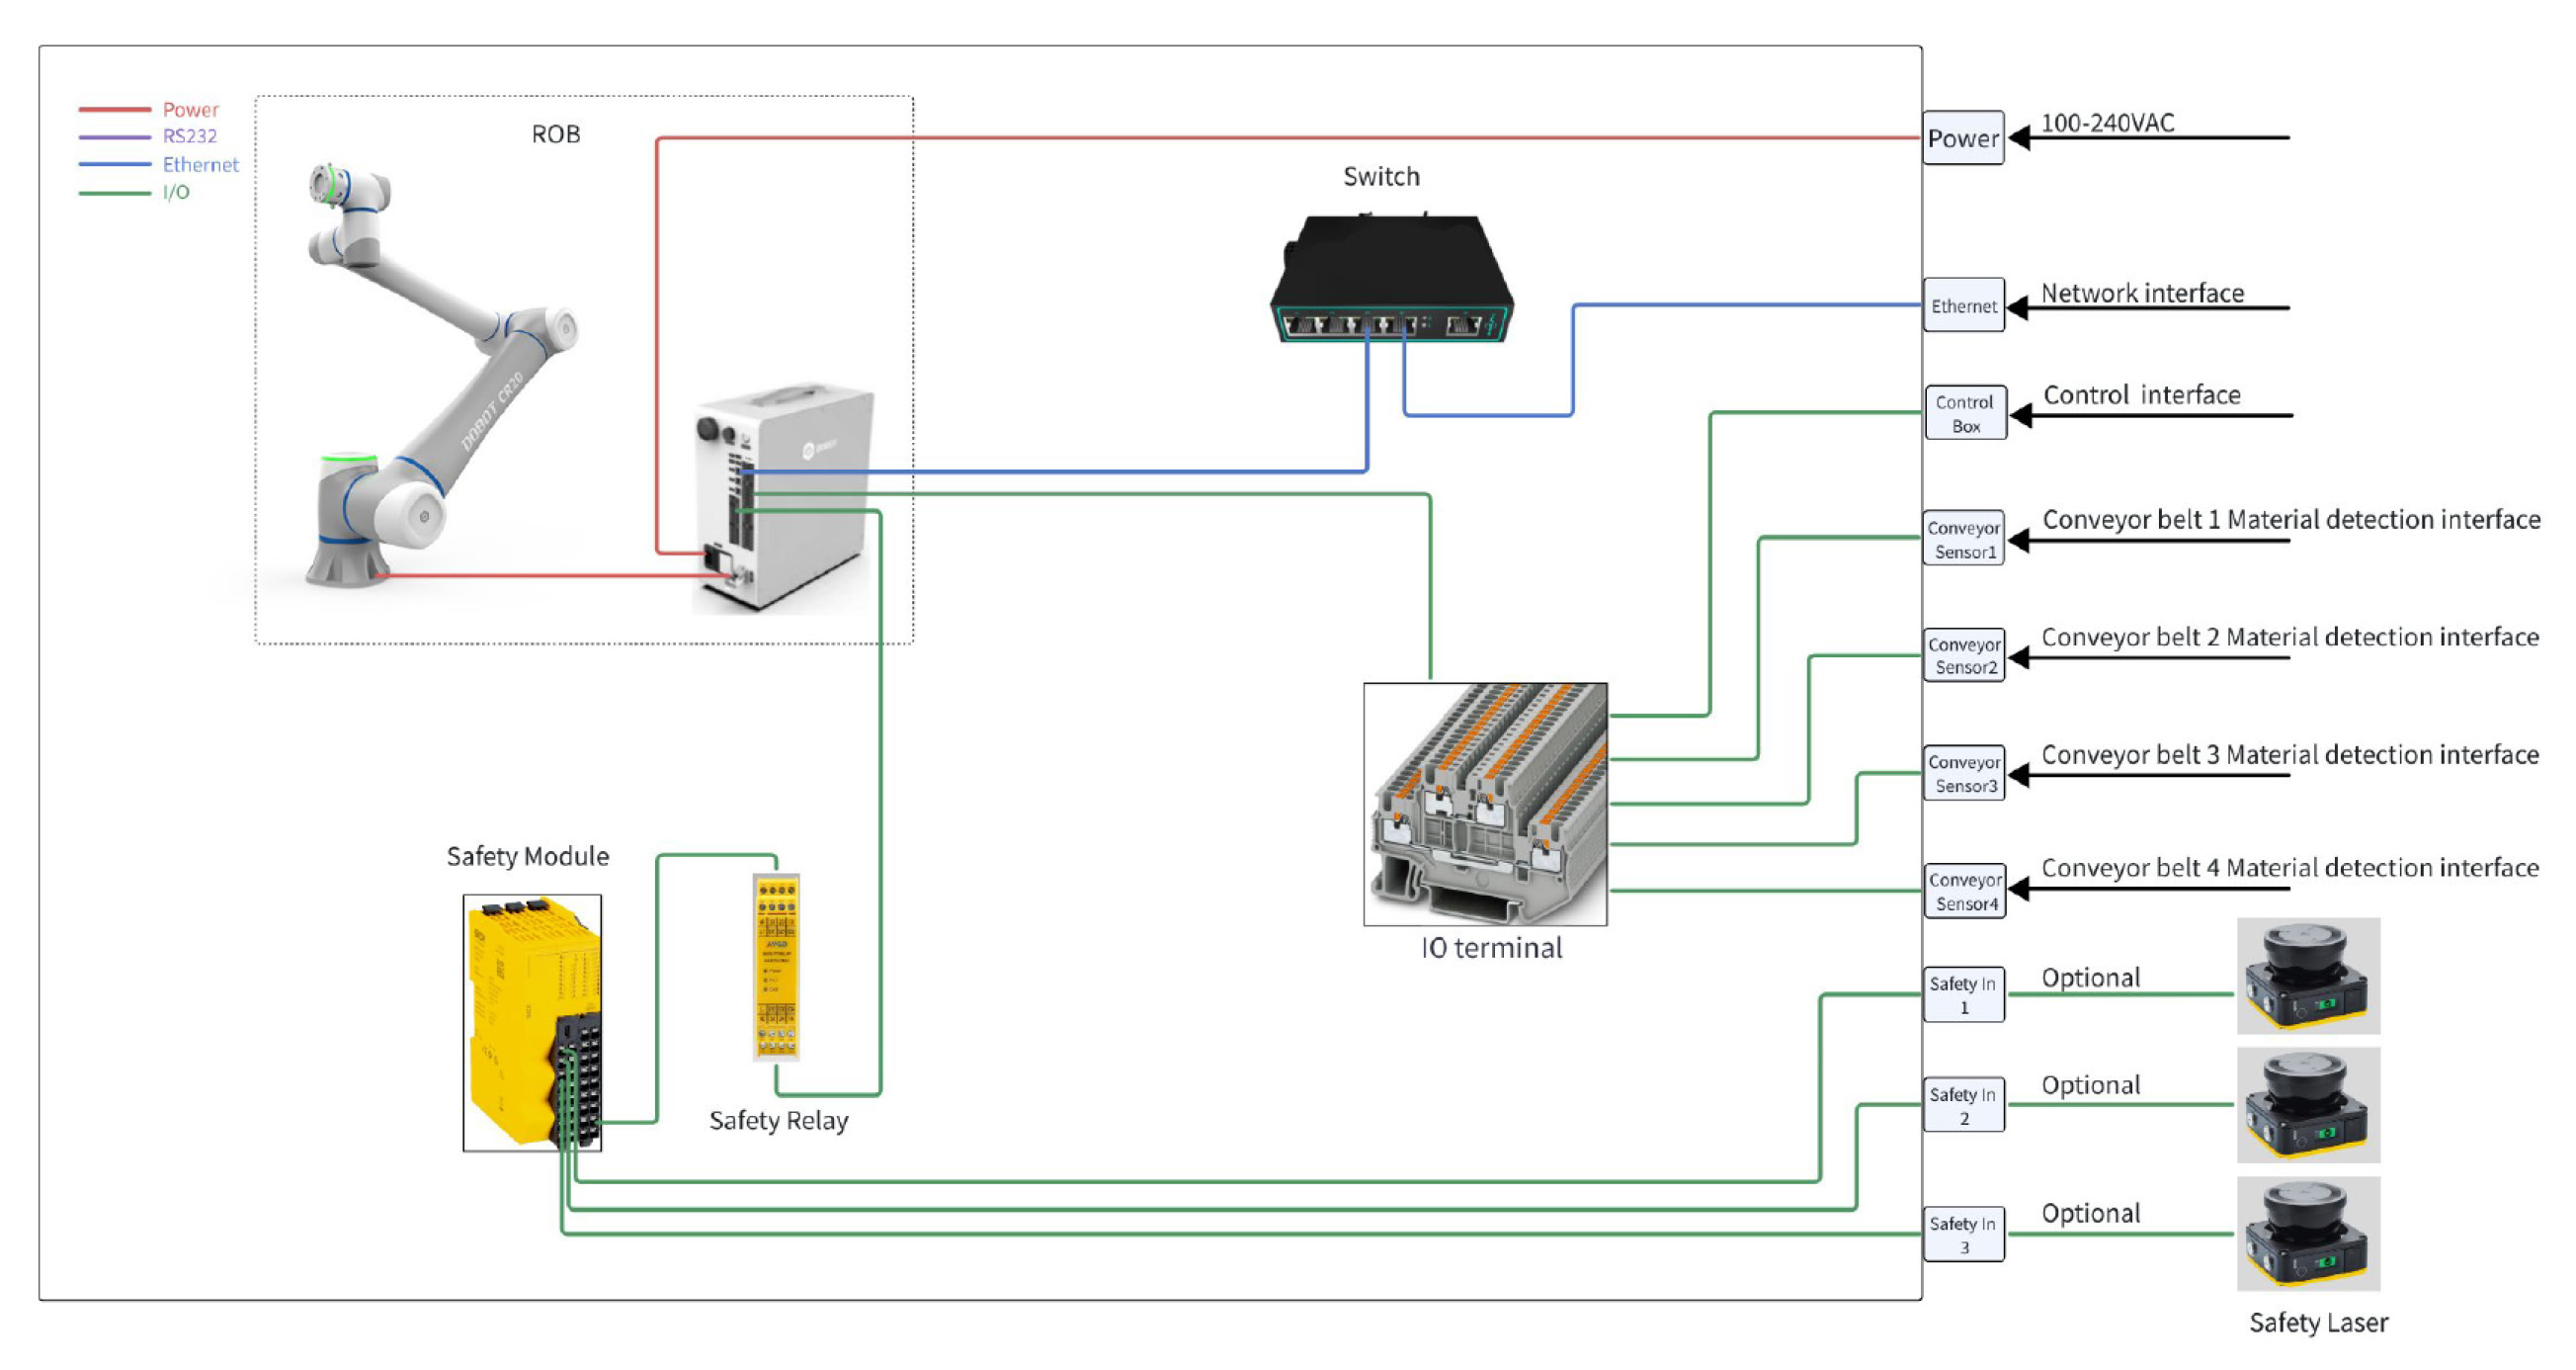 Power
RS232
Ethernet
I/O
ROB
DOBOT CR20
Switch
Power
100-240VAC
Ethernet
Network interface
Control
Box
Control interface
Conveyor
Sensor1
Conveyor belt 1 Material detection interface
Conveyor
Sensor2
Conveyor belt 2 Material detection interface
Conveyor
Sensor3
Conveyor belt 3 Material detection interface
Conveyor
Sensor4
Conveyor belt 4 Material detection interface
IO terminal
Safety Module
Safety Relay
Safety In
1
Optional
Safety In
2
Optional
Safety In
3
Optional
Safety Laser